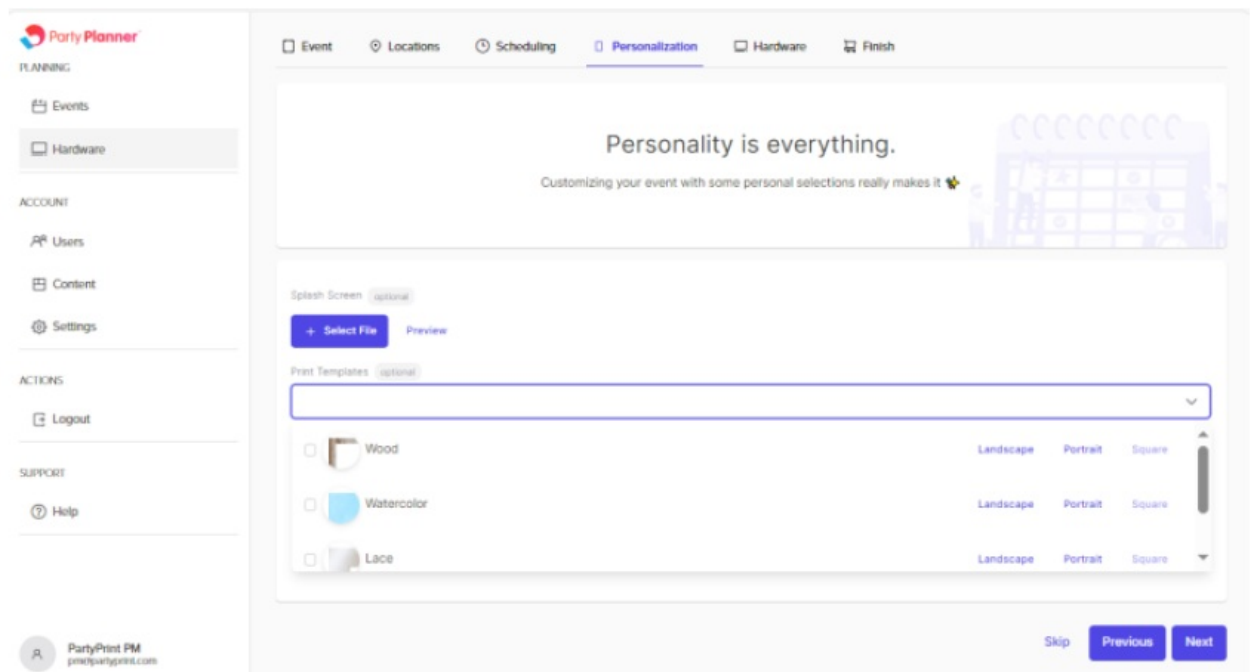 Party Planner
PLANNING
Events
Hardware
ACCOUNT
Users
Content
Settings
ACTIONS
Logout
SUPPORT
Help
PartyPrint PM
pm@partyprint.com
Event Locations Scheduling Personalization Hardware Finish
Personality is everything.
Customizing your event with some personal selections really makes it
Splash Screen optional
+ Select File Preview
Print Templates optional
Wood Landscape Portrait Square
Watercolor Landscape Portrait Square
Lace Landscape Portrait Square
Skip Previous Next